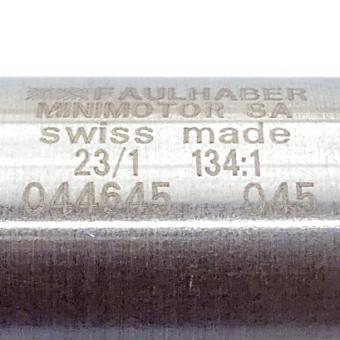 FAULHABER
MINIMOTOR SA
swiss made
23/1 134:1
044645 045